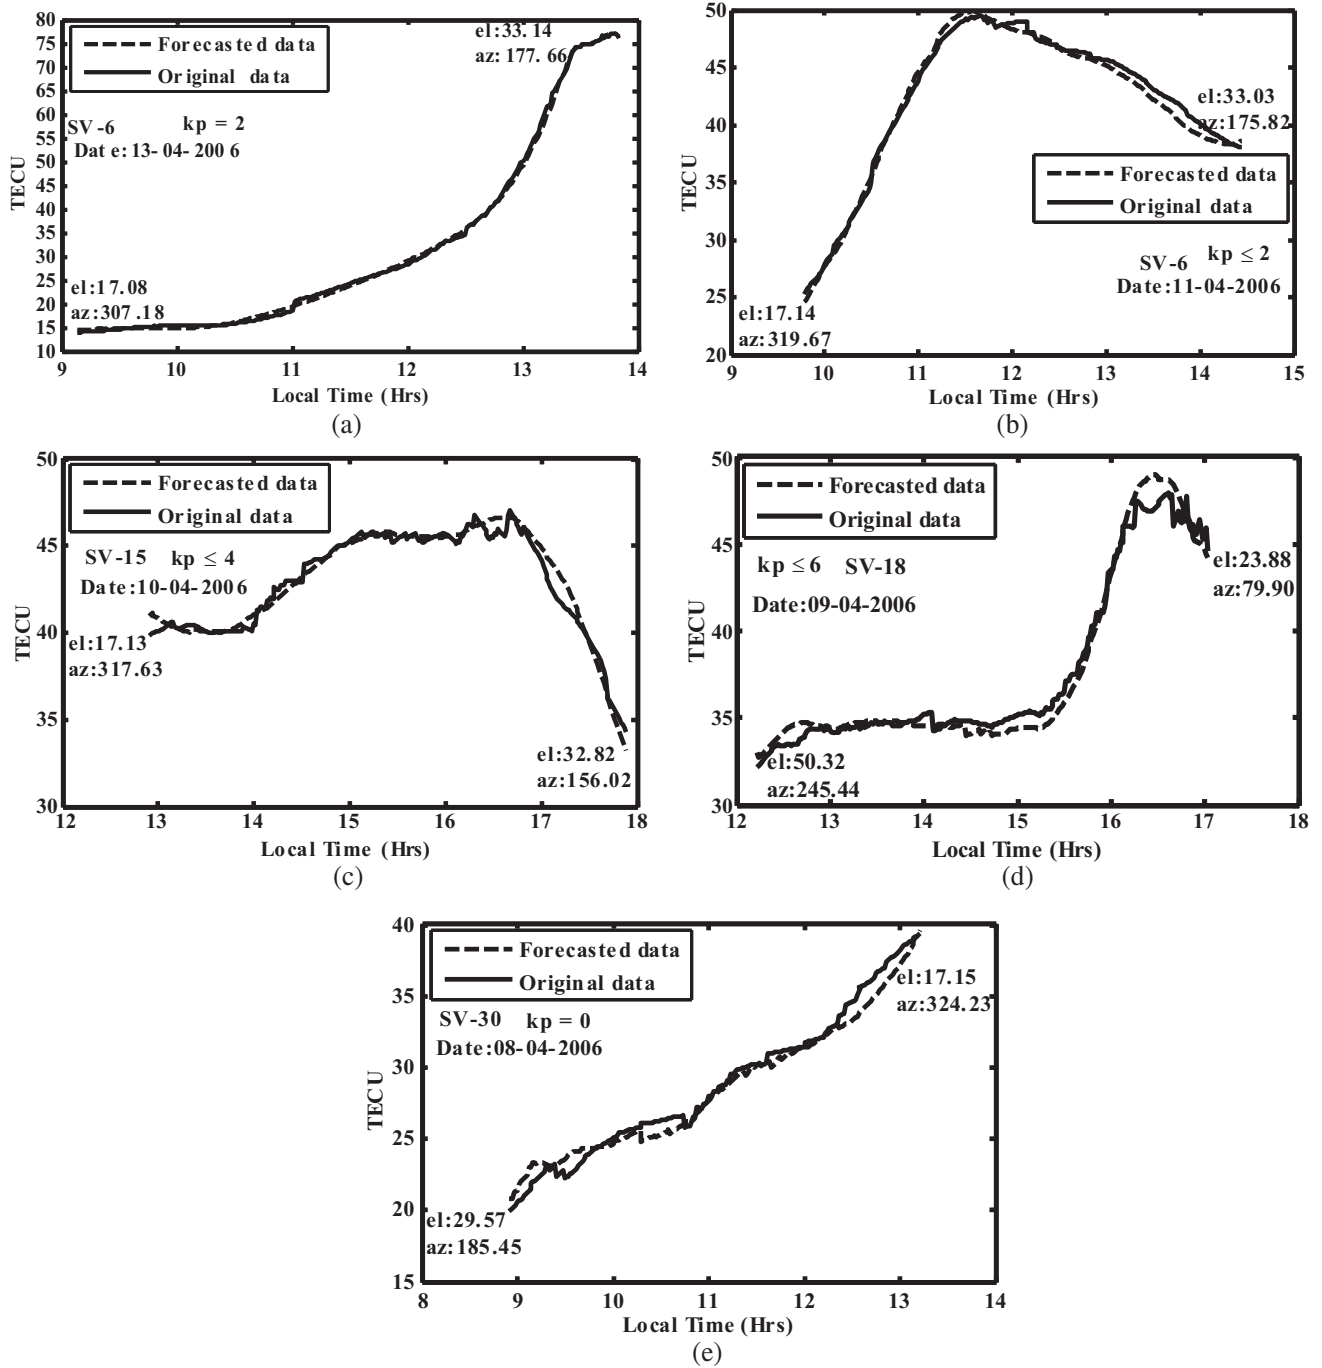 80
75
70
65
60
55
50
45
40
35
30
25
20
15
10
TECU
Forecasted data
Original data
SV-6 kp = 2
Date:13-04-2006
el:33.14
az:177.66
el:17.08
az:307.18
9 10 11 12 13 14
Local Time (Hrs)
(a)
50
45
40
35
30
25
20
TECU
el:33.03
az:175.82
Forecasted data
Original data
SV-6 kp ≤ 2
Date:11-04-2006
el:17.14
az:319.67
9 10 11 12 13 14 15
Local Time (Hrs)
(b)
50
45
40
35
30
TECU
Forecasted data
Original data
SV-15 kp ≤ 4
Date:10-04-2006
el:17.13
az:317.63
el:32.82
az:156.02
12 13 14 15 16 17 18
Local Time (Hrs)
(c)
50
45
40
35
30
TECU
Forecasted data
Original data
kp ≤ 6 SV-18
Date:09-04-2006
el:23.88
az:79.90
el:50.32
az:245.44
12 13 14 15 16 17 18
Local Time (Hrs)
(d)
40
35
30
25
20
15
TECU
Forecasted data
Original data
SV-30 kp = 0
Date:08-04-2006
el:17.15
az:324.23
el:29.57
az:185.45
8 9 10 11 12 13 14
Local Time (Hrs)
(e)